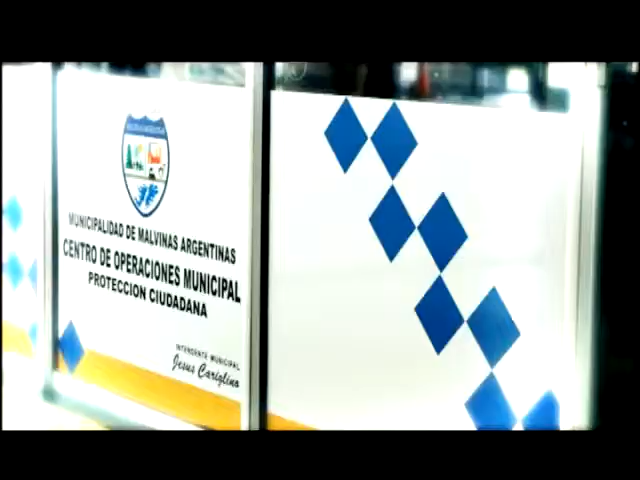 MUNICIPALIDAD DE MALVINAS ARGENTINAS
CENTRO DE OPERACIONES MUNICIPAL
PROTECCION CIUDADANA
INTENDENTE MUNICIPAL
Jesus Cariglino